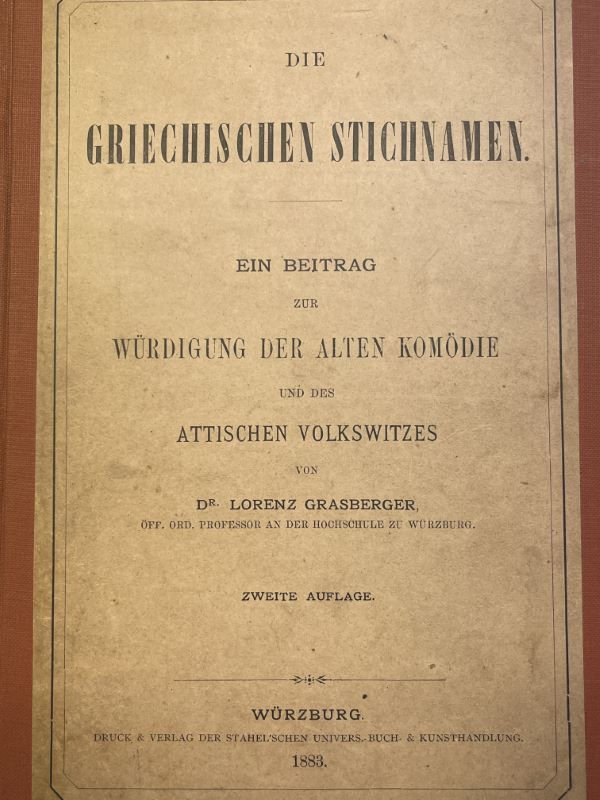 DIE
GRIECHISCHEN STICHNAMEN.
EIN BEITRAG
ZUR
WÜRDIGUNG DER ALTEN KOMÖDIE
UND DES
ATTISCHEN VOLKSWITZES
VON
DR. LORENZ GRASBERGER,
ÖFF. ORD. PROFESSOR AN DER HOCHSCHULE ZU WÜRZBURG.
ZWEITE AUFLAGE.
WÜRZBURG.
DRUCK & VERLAG DER STAHEL'SCHEN UNIVERS.-BUCH- & KUNSTHANDLUNG.
1883.